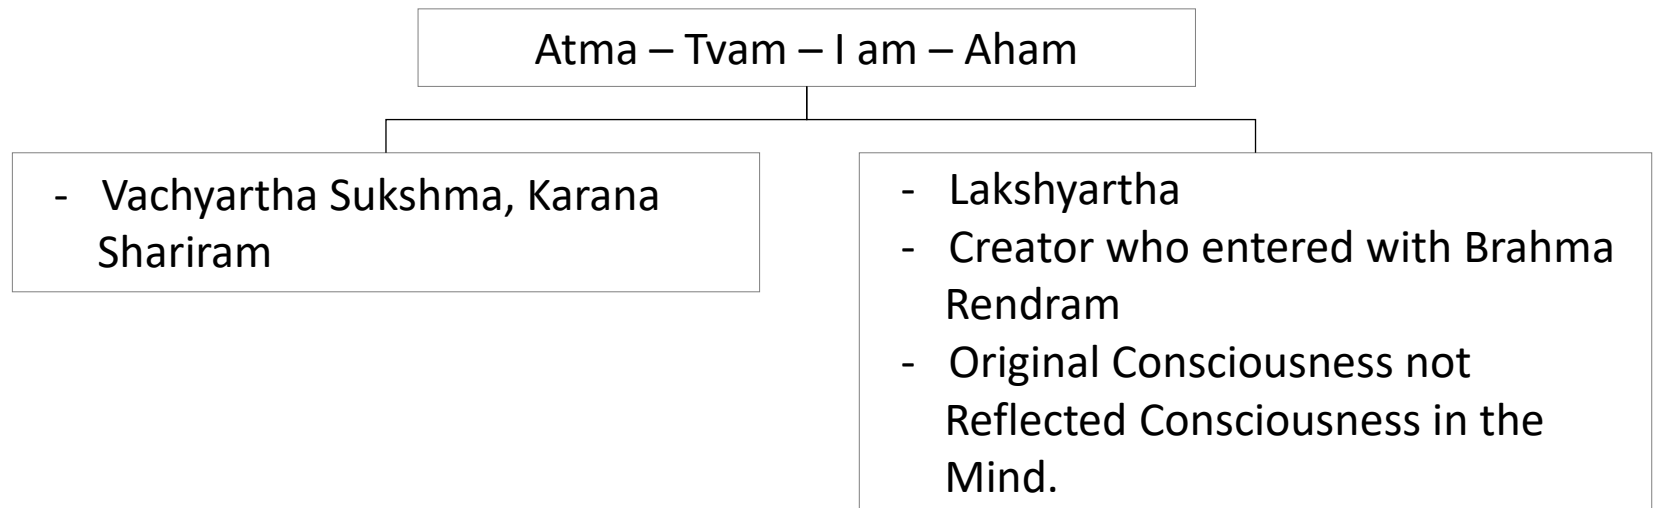 Atma – Tvam – I am – Aham
- Vachyartha Sukshma, Karana
Shariram
- Lakshyartha
- Creator who entered with Brahma
Rendram
- Original Consciousness not
Reflected Consciousness in the
Mind.